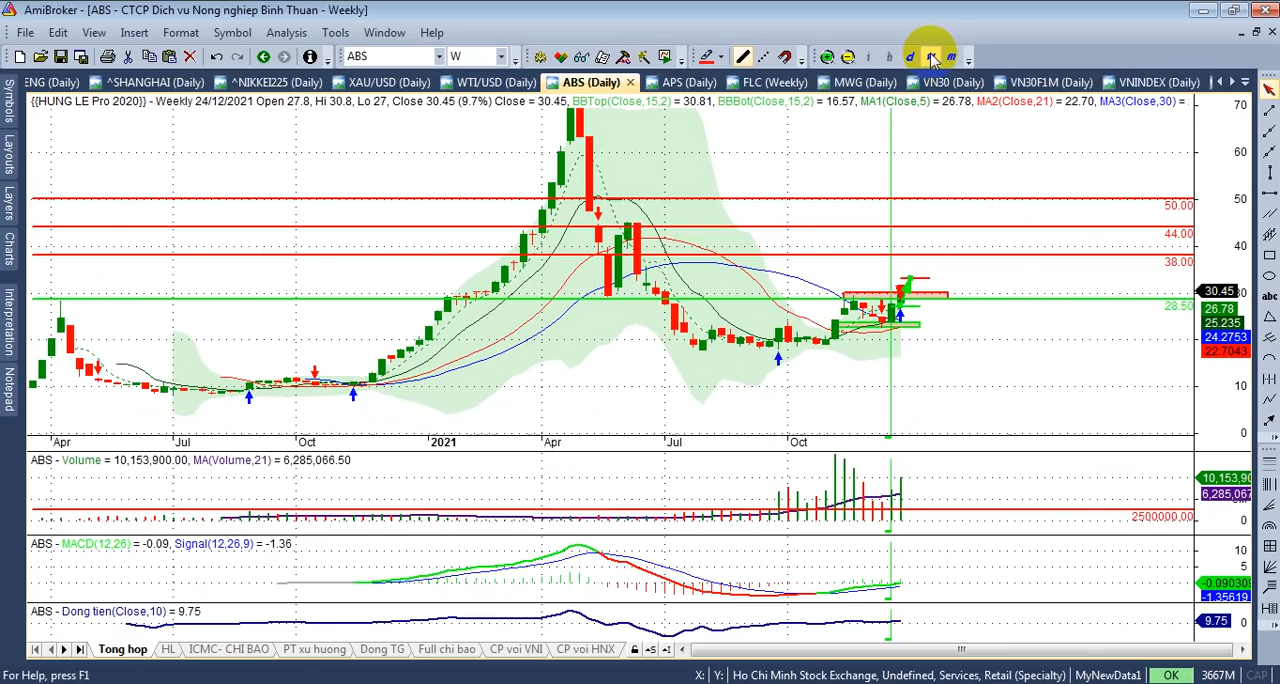 AmiBroker - [ABS - CTCP Dich vu Nong nghiep Binh Thuan - Weekly]
File Edit View Insert Format Symbol Analysis Tools Window Help
ABS W i h d m
ENG (Daily) ^SHANGHAI (Daily) ^NIKKEI225 (Daily) XAU/USD (Daily) WTI/USD (Daily) ABS (Daily) APS (Daily) FLC (Weekly) MWG (Daily) VN30 (Daily) VN30F1M (Daily) VNINDEX (Daily)
{{HUNG LE Pro 2020}} - Weekly 24/12/2021 Open 27.8, Hi 30.8, Lo 27, Close 30.45 (9.7%) Close = 30.45, BBTop(Close,15,2) = 30.81, BBBot(Close,15,2) = 16.57, MA1(Close,5) = 26.78, MA2(Close,21) = 22.70, MA3(Close,30) =
Symbols
Layouts
Layers
Charts
Interpretation
Notepad
abc
70
60
50
50.00
44.00
40
38.00
30.45
30
28.50
26.78
25.235
24.2753
22.7043
10
0
Apr Jul Oct 2021 Apr Jul Oct
ABS - Volume = 10,153,900.00, MA(Volume,21) = 6,285,066.50
10,153,90
6,285,067
2500000.00
0
ABS - MACD(12,26) = -0.09, Signal(12,26,9) = -1.36
10
-0.090309
-1.35619
ABS - Dong tien(Close,10) = 9.75
9.75
0
Tong hop HL ICMC- CHI BAO PT xu huong Dong TG Full chi bao CP voi VNI CP voi HNX
For Help, press F1 X: Y: Ho Chi Minh Stock Exchange, Undefined, Services, Retail (Specialty) MyNewData1 OK 3667M CAP